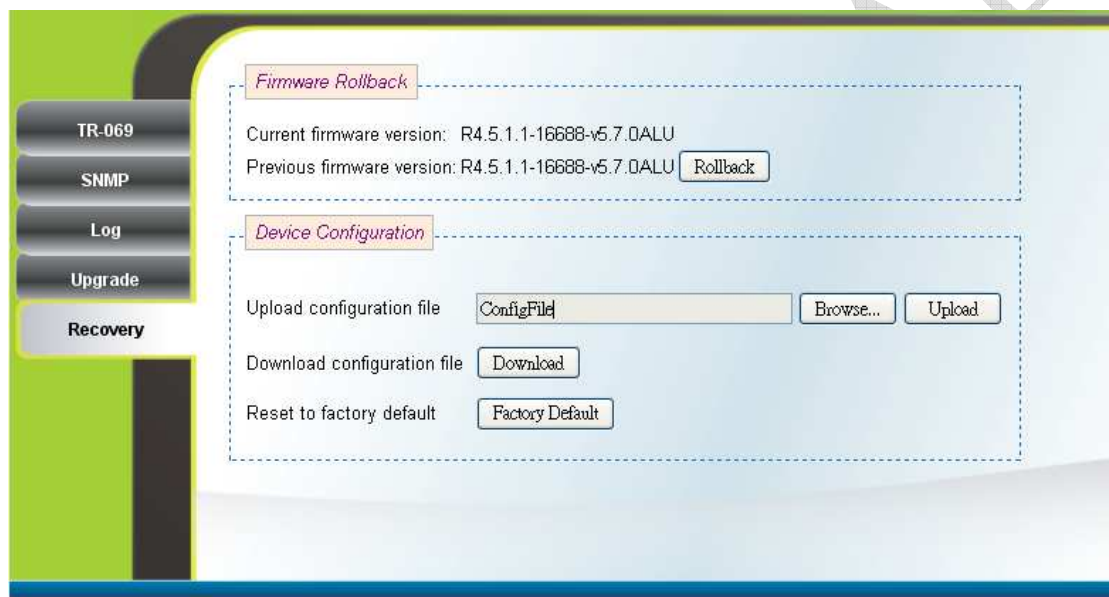 TR-069
SNMP
Log
Upgrade
Recovery
Firmware Rollback
Current firmware version: R4.5.1.1-16688-v5.7.0ALU
Previous firmware version: R4.5.1.1-16688-v5.7.0ALU Rollback
Device Configuration
Upload configuration file ConfigFile Browse... Upload
Download configuration file Download
Reset to factory default Factory Default